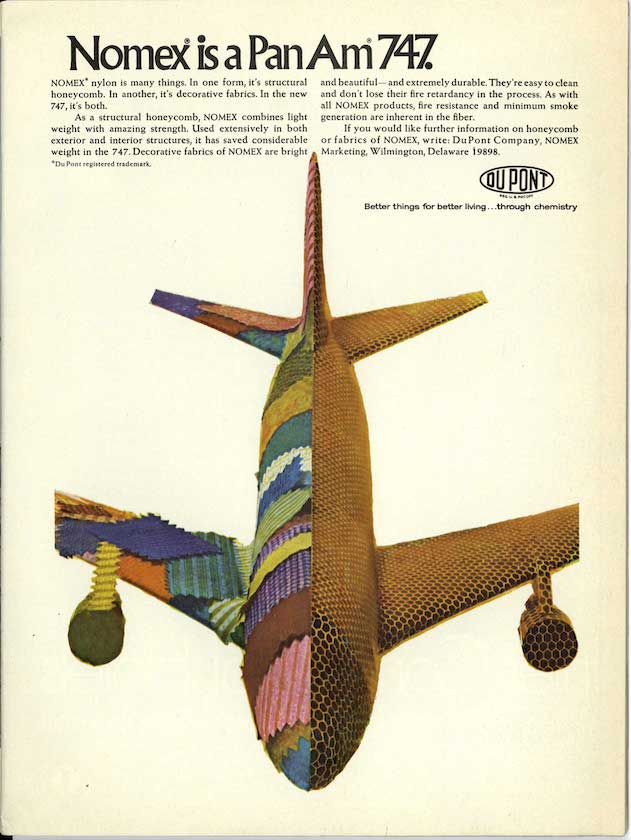 Nomex® is a Pan Am® 747.
NOMEX* nylon is many things. In one form, it's structural
honeycomb. In another, it's decorative fabrics. In the new
747, it's both.
As a structural honeycomb, NOMEX combines light
weight with amazing strength. Used extensively in both
exterior and interior structures, it has saved considerable
weight in the 747. Decorative fabrics of NOMEX are bright
*Du Pont registered trademark.
and beautiful—and extremely durable. They're easy to clean
and don't lose their fire retardancy in the process. As with
all NOMEX products, fire resistance and minimum smoke
generation are inherent in the fiber.
If you would like further information on honeycomb
or fabrics of NOMEX, write: DuPont Company, NOMEX
Marketing, Wilmington, Delaware 19898.
DU PONT
REG. U.S. PAT. OFF.
Better things for better living...through chemistry